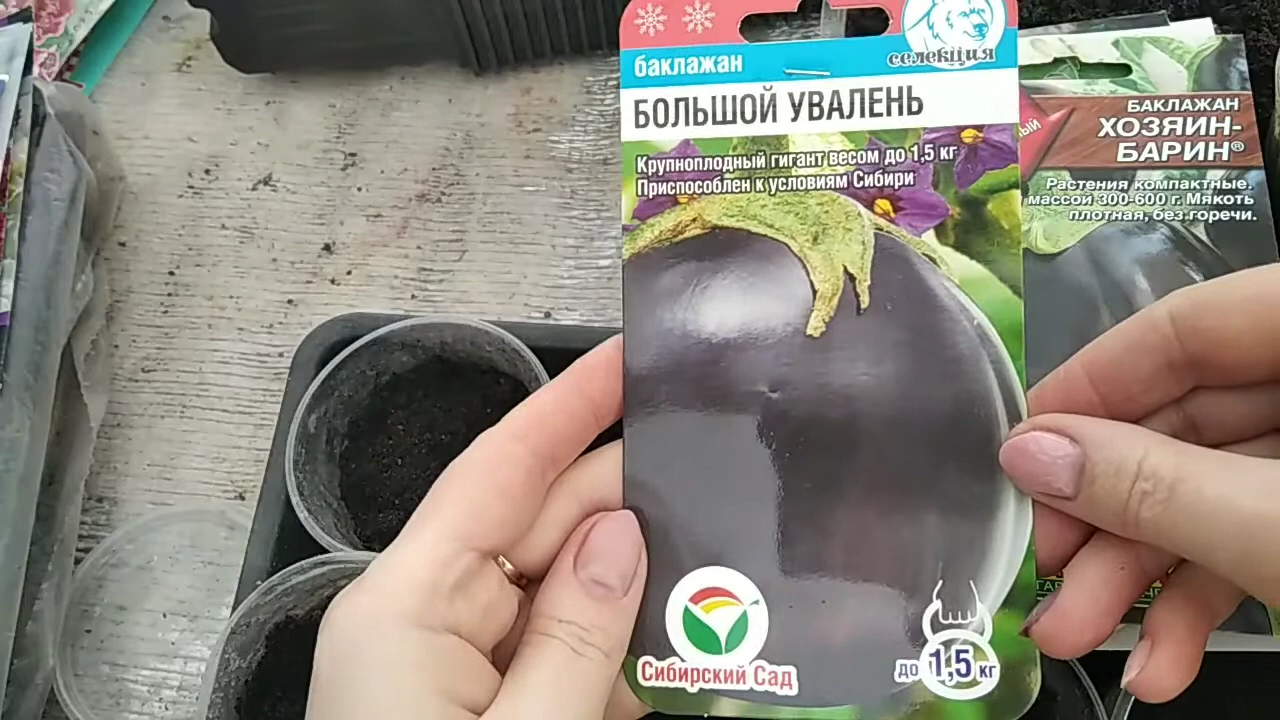 селекция
баклажан
БОЛЬШОЙ УВАЛЕНЬ
Крупноплодный гигант весом до 1,5 кг
Приспособлен к условиям Сибири
Сибирский Сад
до 1,5 кг
БАКЛАЖАН
ХОЗЯИН-
БАРИН®
Растения компактные.
массой 300-600 г. Мякоть
плотная, без горечи.